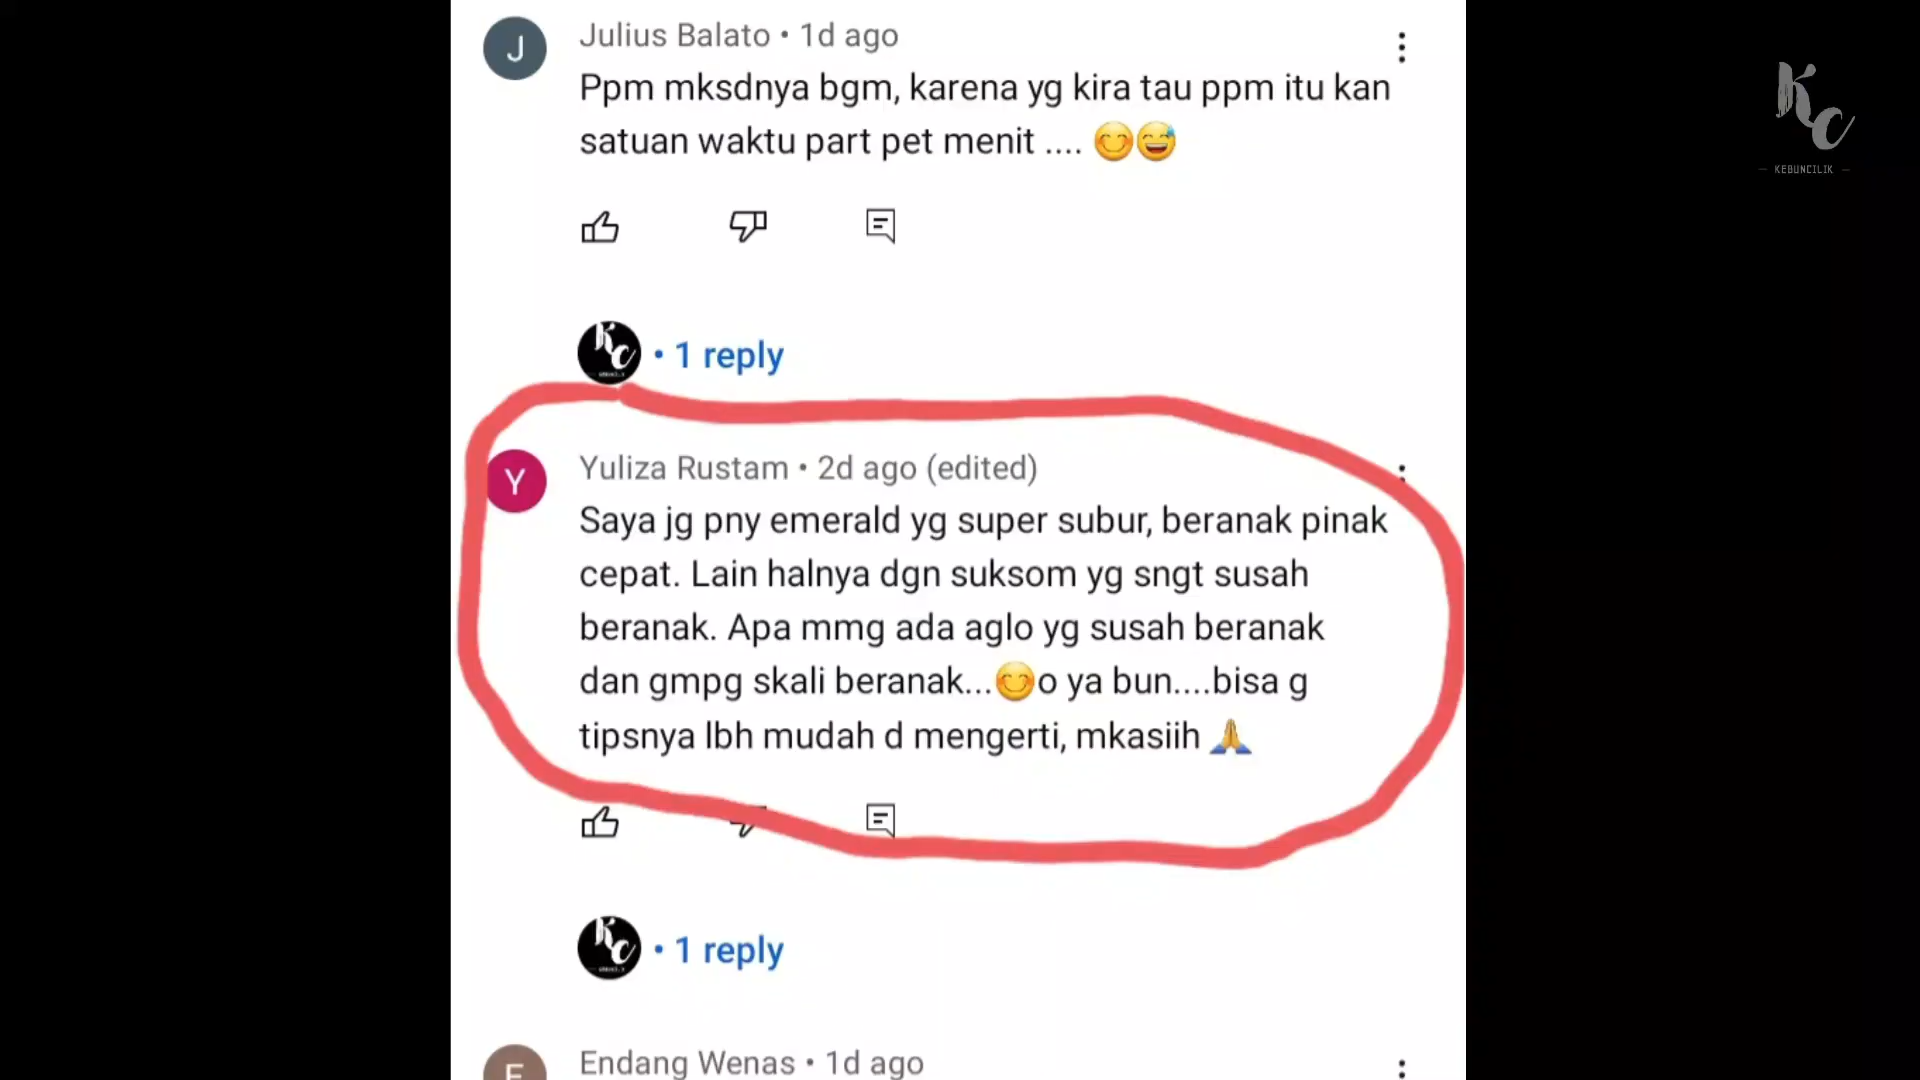 J
Julius Balato • 1d ago
Ppm mksdnya bgm, karena yg kira tau ppm itu kan
satuan waktu part pet menit .... 😊😅
KC
KEBUNCILIK
KC
• 1 reply
Y
Yuliza Rustam • 2d ago (edited)
Saya jg pny emerald yg super subur, beranak pinak
cepat. Lain halnya dgn suksom yg sngt susah
beranak. Apa mmg ada aglo yg susah beranak
dan gmpg skali beranak...😊o ya bun....bisa g
tipsnya lbh mudah d mengerti, mkasiih 🙏
KC
• 1 reply
E
Endang Wenas • 1d ago